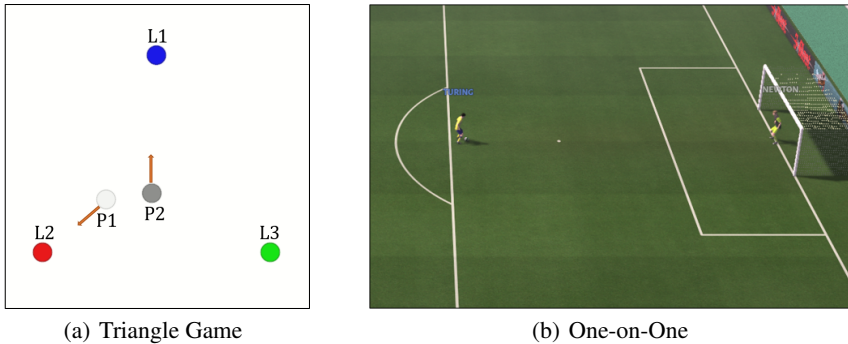 L1
P1
P2
L2
L3
TURING
NEWTON
(a) Triangle Game
(b) One-on-One